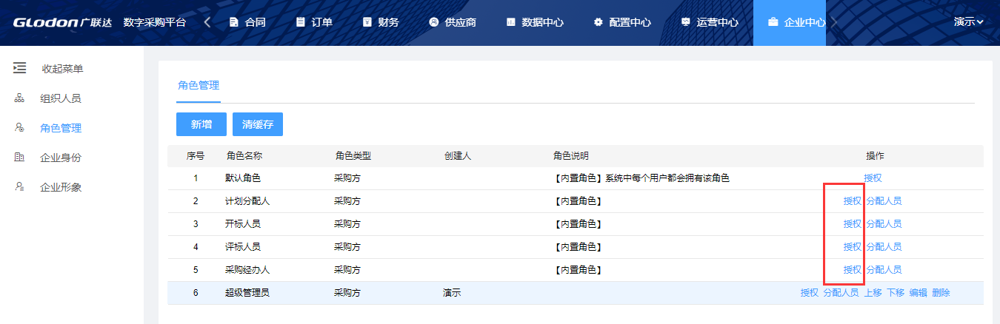 GLodon广联达 数字采购平台 合同 订单 财务 供应商 数据中心 配置中心 运营中心 企业中心 演示
收起菜单
组织人员
角色管理
企业身份
企业形象
角色管理
新增 清缓存
序号 角色名称 角色类型 创建人 角色说明 操作
1 默认角色 采购方 【内置角色】系统中每个用户都会拥有该角色 授权
2 计划分配人 采购方 【内置角色】 授权 分配人员
3 开标人员 采购方 【内置角色】 授权 分配人员
4 评标人员 采购方 【内置角色】 授权 分配人员
5 采购经办人 采购方 【内置角色】 授权 分配人员
6 超级管理员 采购方 演示 授权 分配人员 上移 下移 编辑 删除